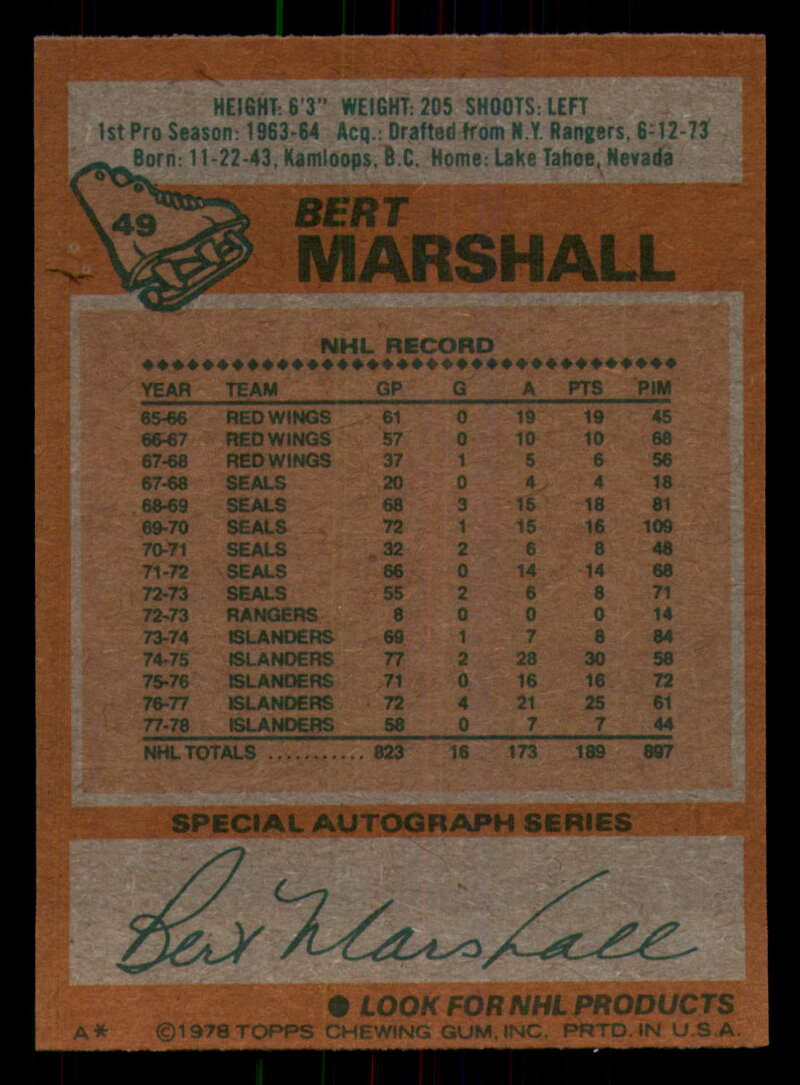 HEIGHT: 6'3" WEIGHT: 205 SHOOTS: LEFT
1st Pro Season: 1963-64 Acq.: Drafted from N.Y. Rangers, 6-12-73
Born: 11-22-43, Kamloops, B.C. Home: Lake Tahoe, Nevada
49
BERT
MARSHALL
NHL RECORD
YEAR TEAM GP G A PTS PIM
65-66 RED WINGS 61 0 19 19 45
66-67 RED WINGS 57 0 10 10 68
67-68 RED WINGS 37 1 5 6 56
67-68 SEALS 20 0 4 4 18
68-69 SEALS 68 3 15 18 81
69-70 SEALS 72 1 15 16 109
70-71 SEALS 32 2 6 8 48
71-72 SEALS 66 0 14 14 68
72-73 SEALS 55 2 6 8 71
72-73 RANGERS 8 0 0 0 14
73-74 ISLANDERS 69 1 7 8 84
74-75 ISLANDERS 77 2 28 30 58
75-76 ISLANDERS 71 0 16 16 72
76-77 ISLANDERS 72 4 21 25 61
77-78 ISLANDERS 58 0 7 7 44
NHL TOTALS ........... 823 16 173 189 897
SPECIAL AUTOGRAPH SERIES
Bert Marshall
● LOOK FOR NHL PRODUCTS
A* ©1978 TOPPS CHEWING GUM, INC. PRTD. IN U.S.A.